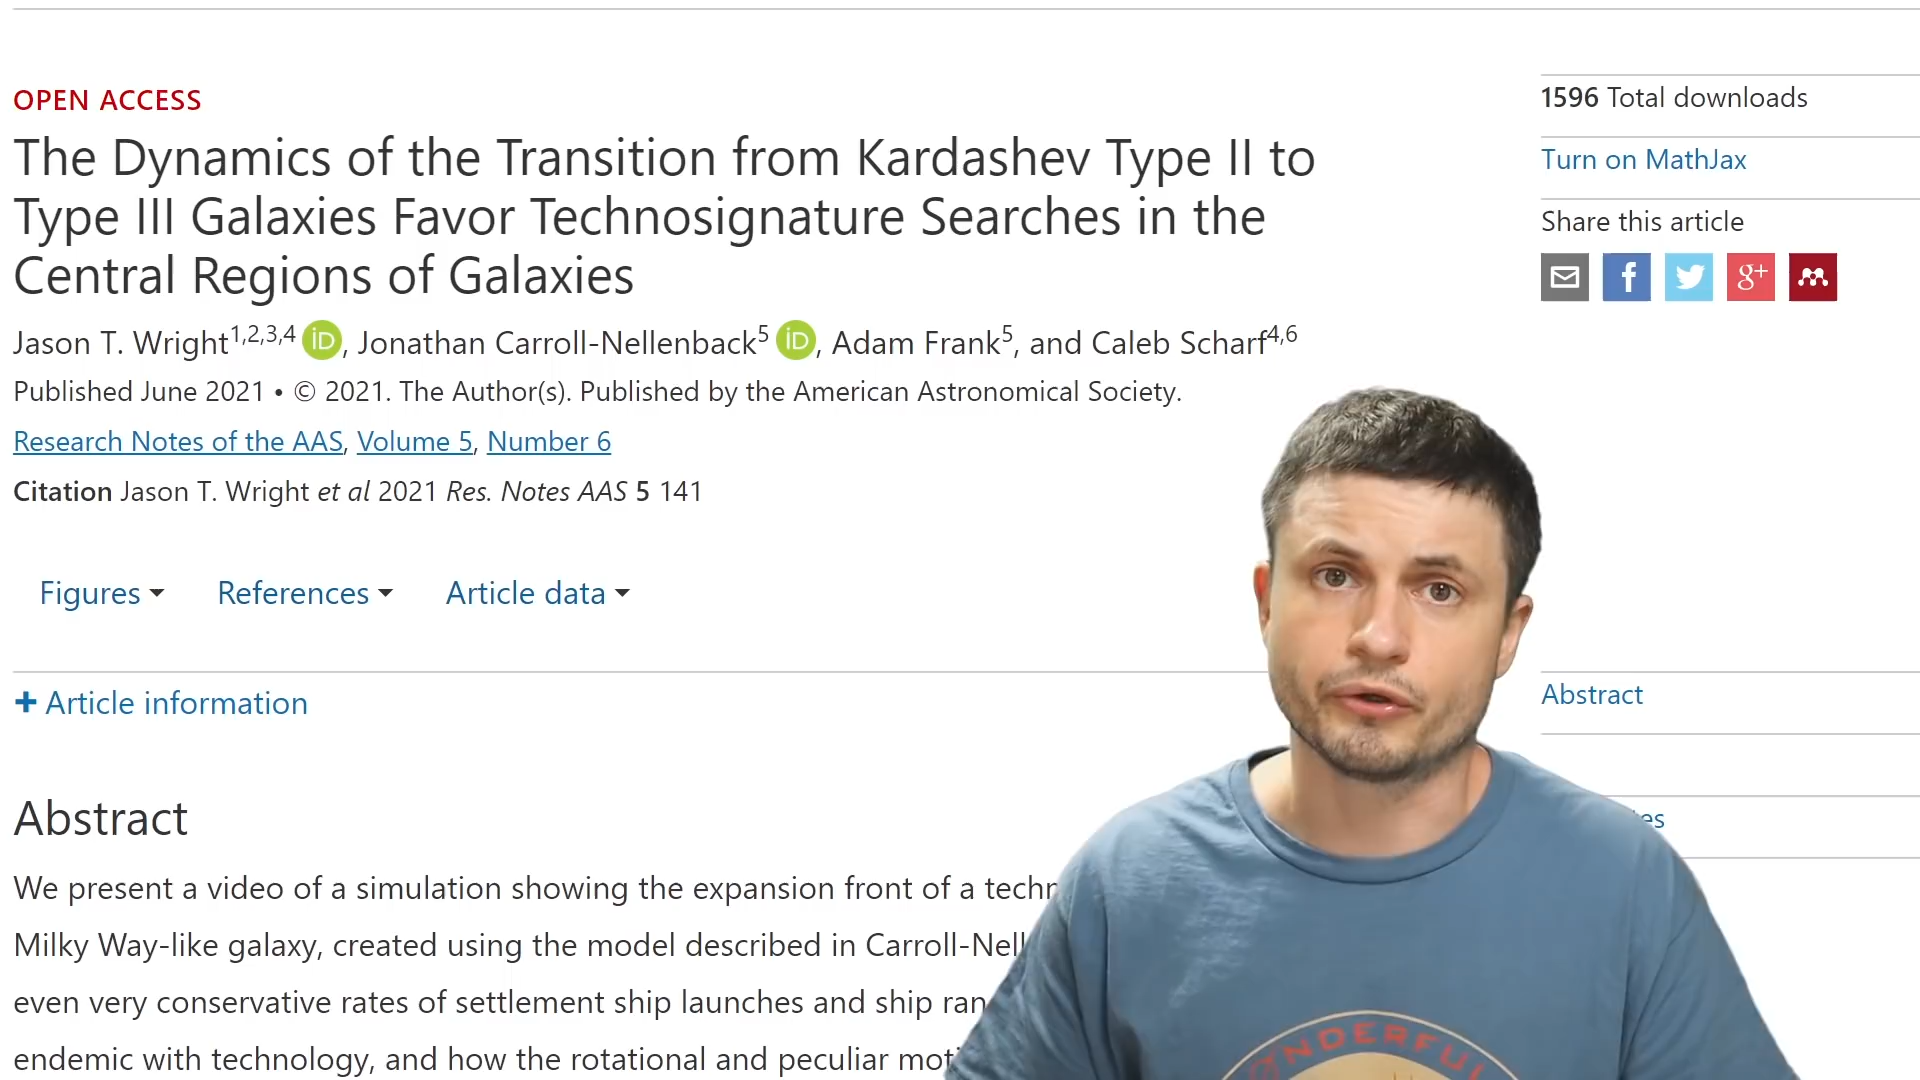 OPEN ACCESS
The Dynamics of the Transition from Kardashev Type II to
Type III Galaxies Favor Technosignature Searches in the
Central Regions of Galaxies
Jason T. Wright1,2,3,4 iD, Jonathan Carroll-Nellenback5 iD, Adam Frank5, and Caleb Scharf4,6
Published June 2021 • © 2021. The Author(s). Published by the American Astronomical Society.
Research Notes of the AAS, Volume 5, Number 6
Citation Jason T. Wright et al 2021 Res. Notes AAS 5 141
Figures References Article data
+ Article information
Abstract
We present a video of a simulation showing the expansion front of a techn
Milky Way-like galaxy, created using the model described in Carroll-Nell
even very conservative rates of settlement ship launches and ship ran
endemic with technology, and how the rotational and peculiar moti
1596 Total downloads
Turn on MathJax
Share this article
f g+
Abstract
es